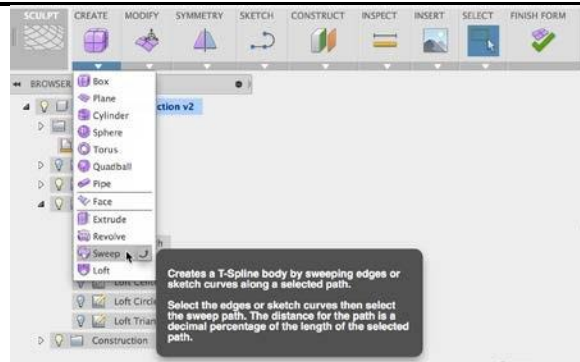 SCULPT CREATE MODIFY SYMMETRY SKETCH CONSTRUCT INSPECT INSERT SELECT FINISH FORM
BROWSER
Box
Plane
ction v2
Cylinder
Sphere
Torus
Quadball
Pipe
Face
Extrude
Revolve
Sweep
Loft
Creates a T-Spline body by sweeping edges or
sketch curves along a selected path.
Select the edges or sketch curves then select
the sweep path. The distance for the path is a
decimal percentage of the length of the selected
path.
Loft Circl
Loft Trian
Construction